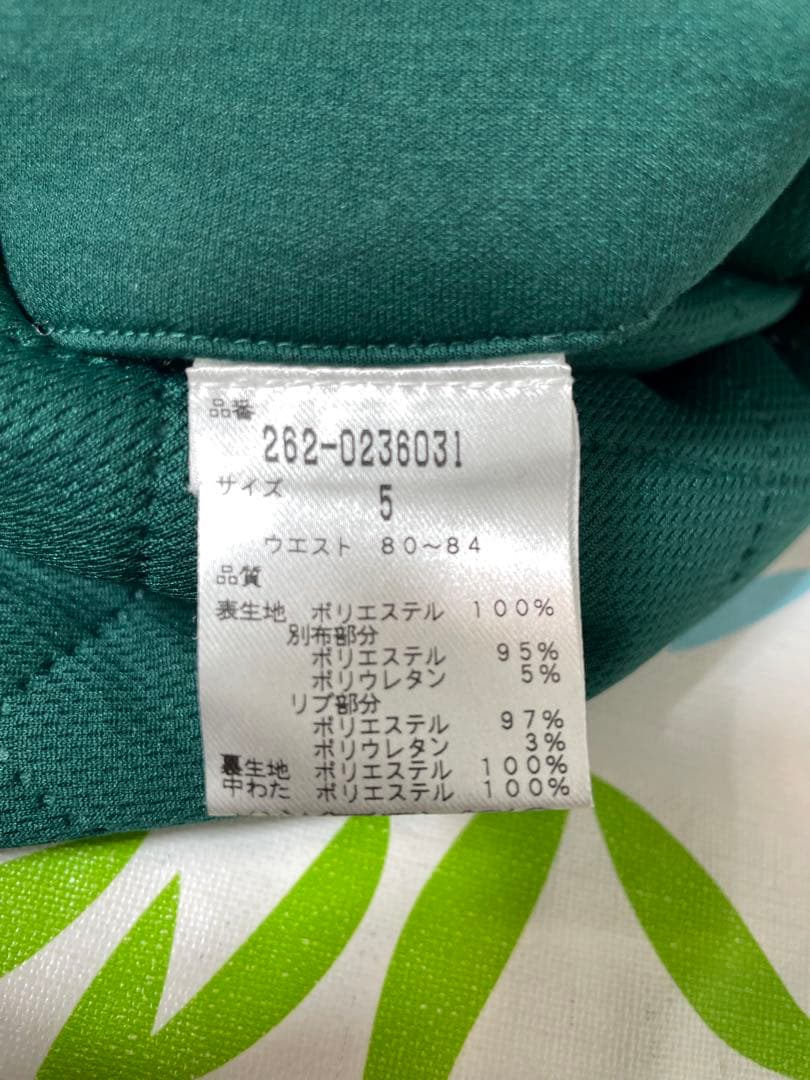 品番
262-0236031
サイズ
5
ウエスト 80～84
品質
表生地 ポリエステル 100%
別布部分
ポリエステル 95%
ポリウレタン 5%
リブ部分
ポリエステル 97%
ポリウレタン 3%
裏生地 ポリエステル 100%
中わた ポリエステル 100%